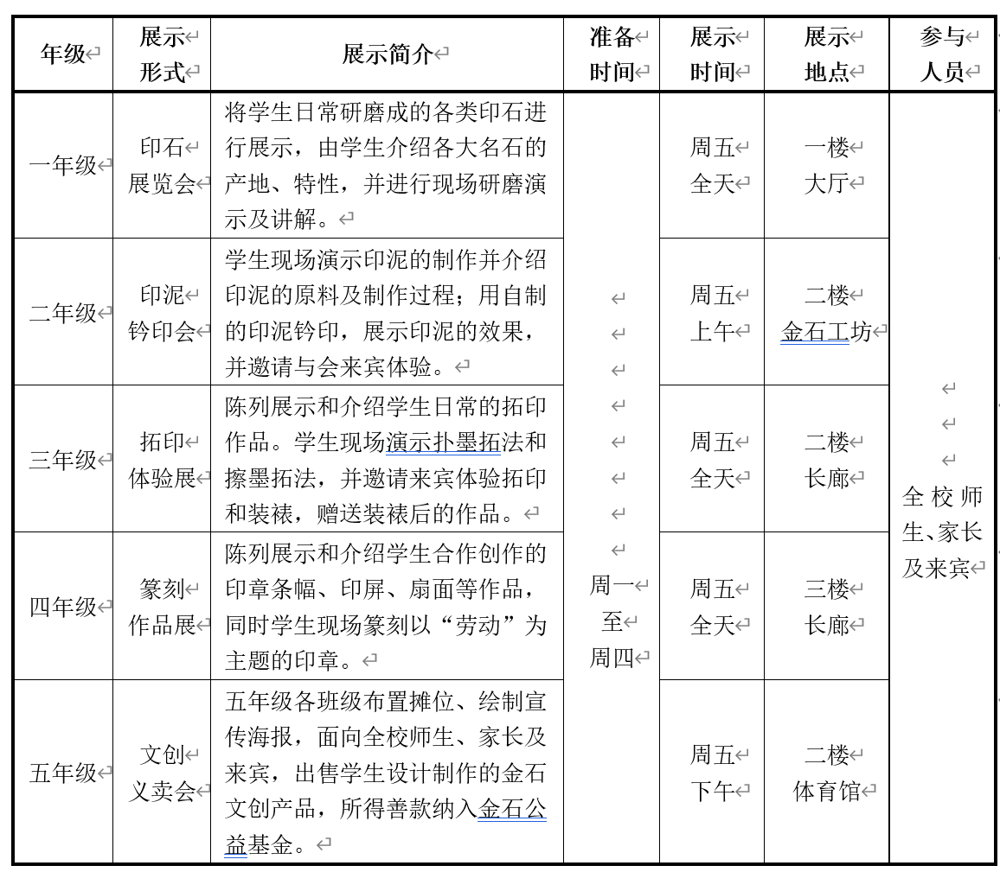 年级
展示
形式
展示简介
准备
时间
展示
时间
展示
地点
参与
人员
一年级
印石
展览会
将学生日常研磨成的各类印石进
行展示，由学生介绍各大名石的
产地、特性，并进行现场研磨演
示及讲解。
周五
全天
一楼
大厅
二年级
印泥
钤印会
学生现场演示印泥的制作并介绍
印泥的原料及制作过程；用自制
的印泥钤印，展示印泥的效果，
并邀请与会来宾体验。
周五
上午
二楼
金石工坊
三年级
拓印
体验展
陈列展示和介绍学生日常的拓印
作品。学生现场演示扑墨拓法和
擦墨拓法，并邀请来宾体验拓印
和装裱，赠送装裱后的作品。
周五
全天
二楼
长廊
四年级
篆刻
作品展
陈列展示和介绍学生合作创作的
印章条幅、印屏、扇面等作品，
同时学生现场篆刻以“劳动”为
主题的印章。
周五
全天
三楼
长廊
五年级
文创
义卖会
五年级各班级布置摊位、绘制宣
传海报，面向全校师生、家长及
来宾，出售学生设计制作的金石
文创产品，所得善款纳入金石公
益基金。
周五
下午
二楼
体育馆
周一
至
周四
全校师
生、家长
及来宾